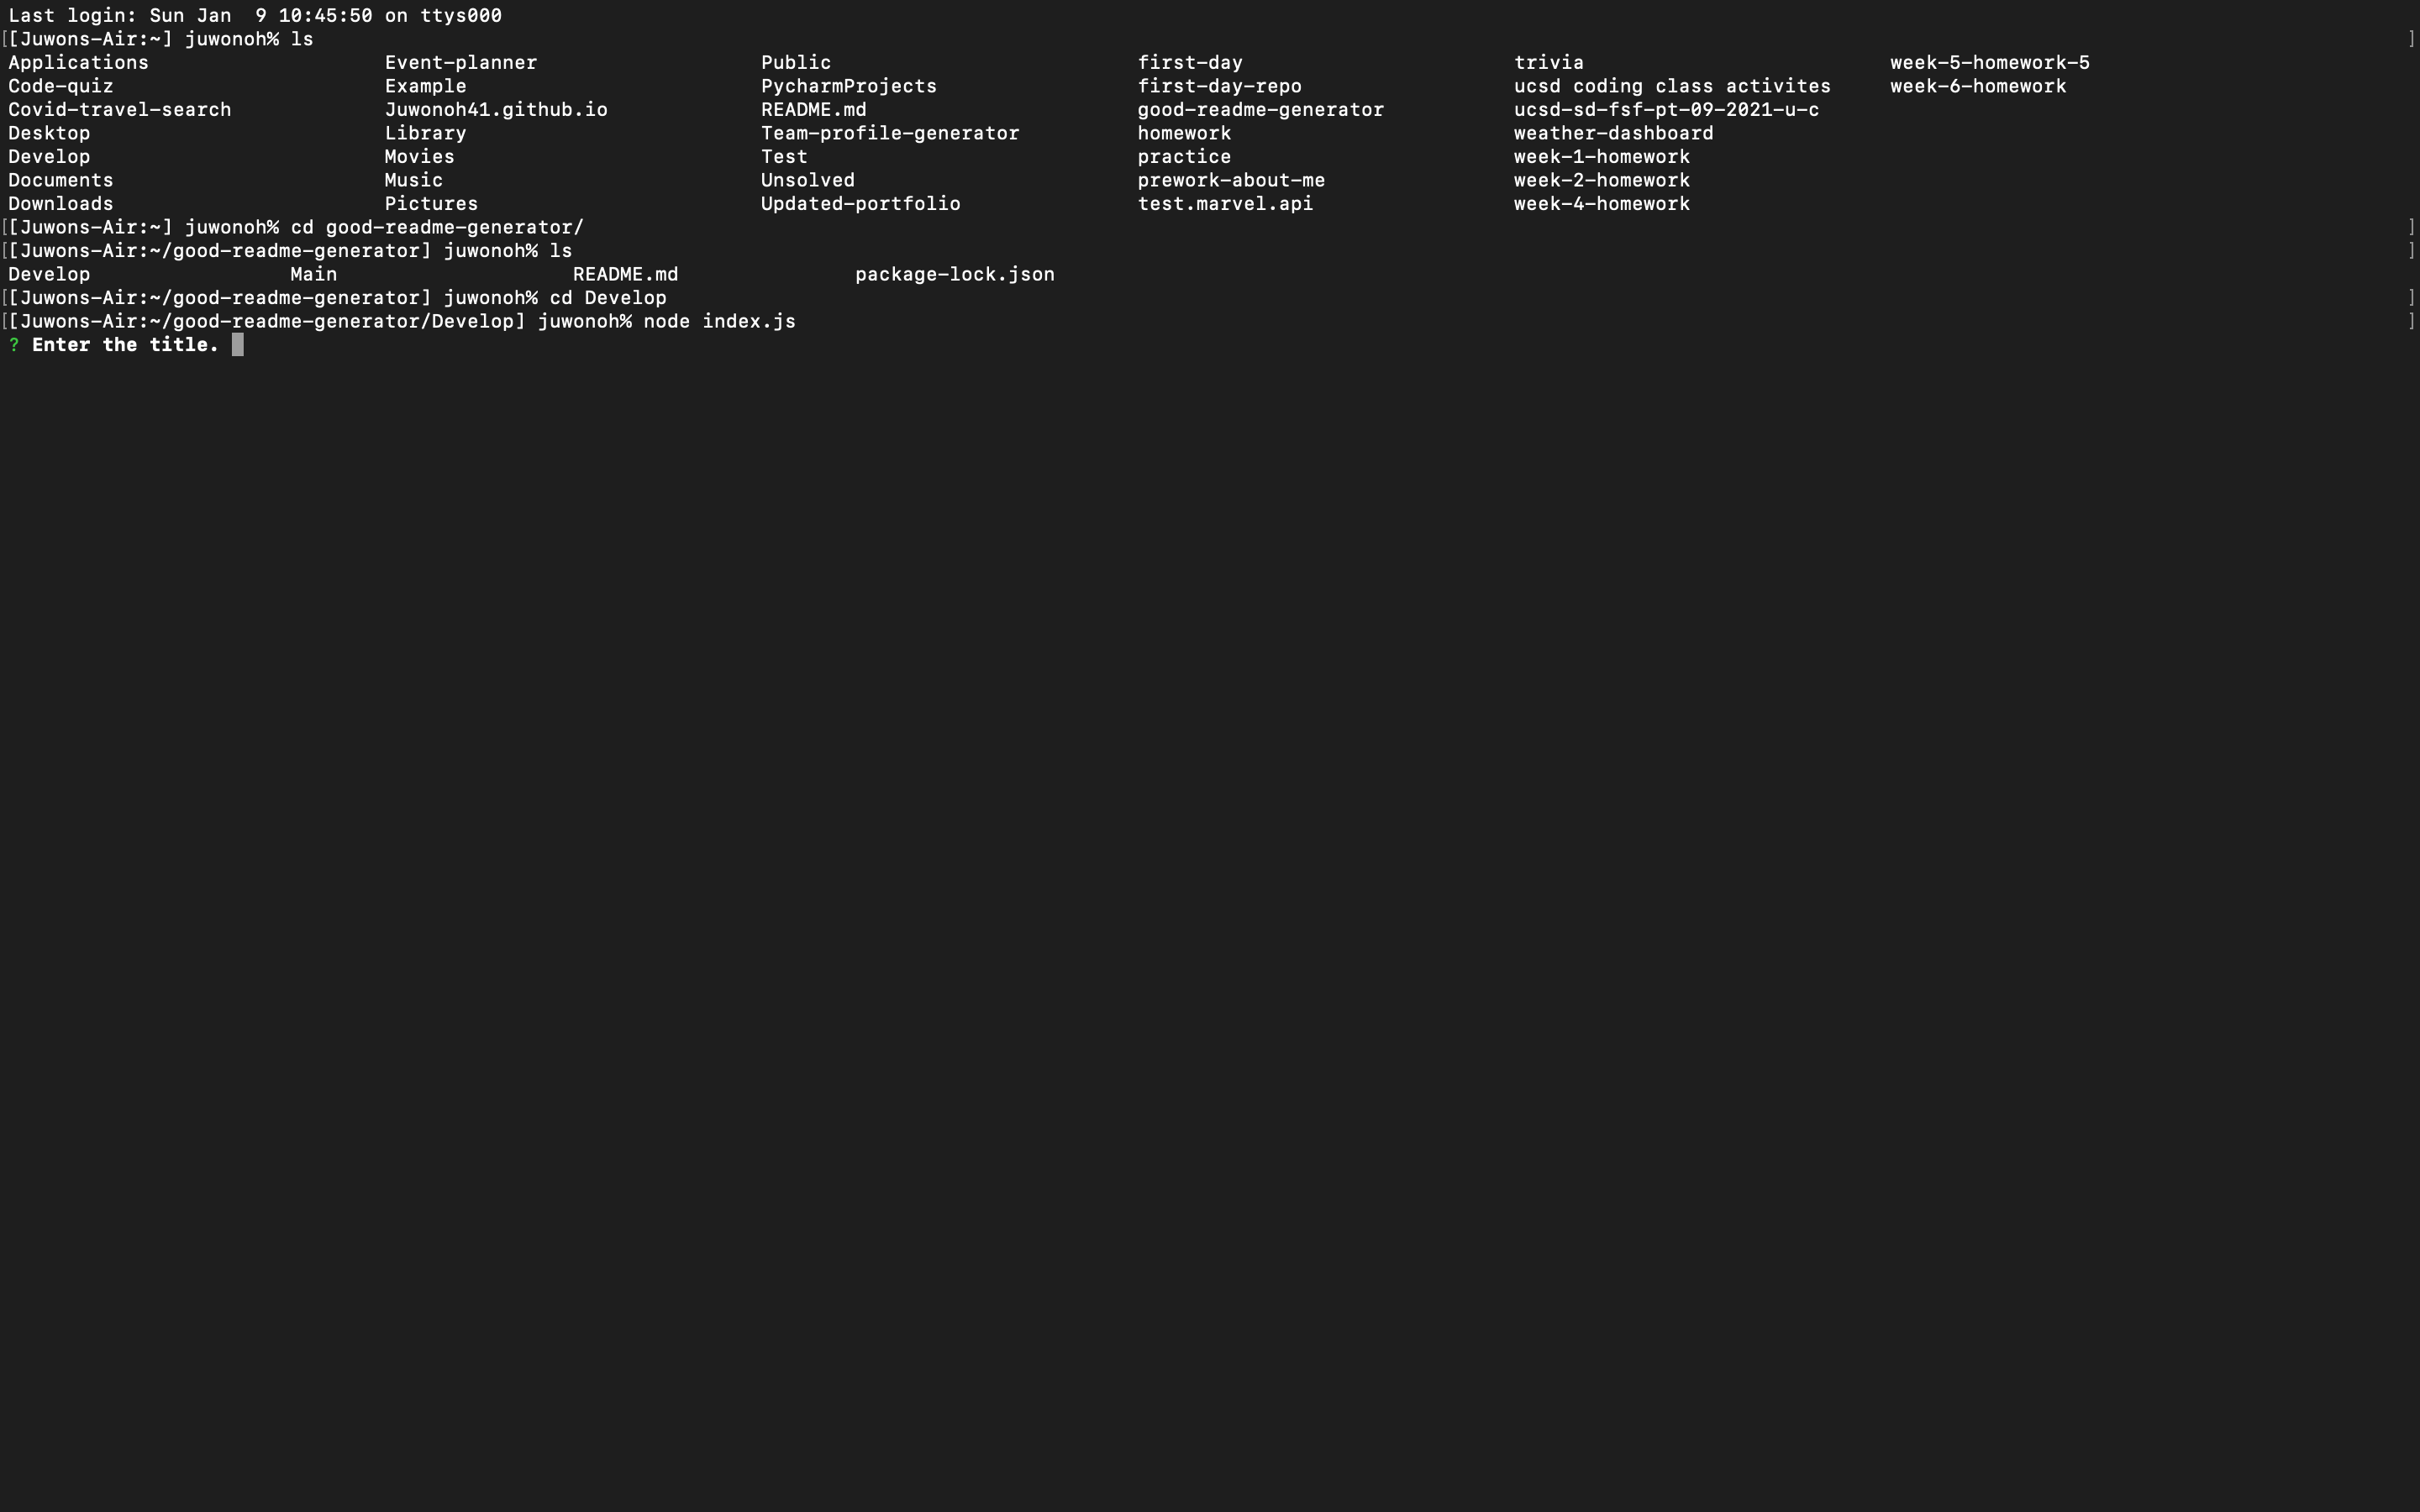 Last login: Sun Jan  9 10:45:50 on ttys000
[[Juwons-Air:~] juwonoh% ls ]
Applications Event-planner Public first-day trivia week-5-homework-5
Code-quiz Example PycharmProjects first-day-repo ucsd coding class activites week-6-homework
Covid-travel-search Juwonoh41.github.io README.md good-readme-generator ucsd-sd-fsf-pt-09-2021-u-c
Desktop Library Team-profile-generator homework weather-dashboard
Develop Movies Test practice week-1-homework
Documents Music Unsolved prework-about-me week-2-homework
Downloads Pictures Updated-portfolio test.marvel.api week-4-homework
[[Juwons-Air:~] juwonoh% cd good-readme-generator/ ]
[[Juwons-Air:~/good-readme-generator] juwonoh% ls ]
Develop Main README.md package-lock.json
[[Juwons-Air:~/good-readme-generator] juwonoh% cd Develop ]
[[Juwons-Air:~/good-readme-generator/Develop] juwonoh% node index.js ]
? Enter the title.